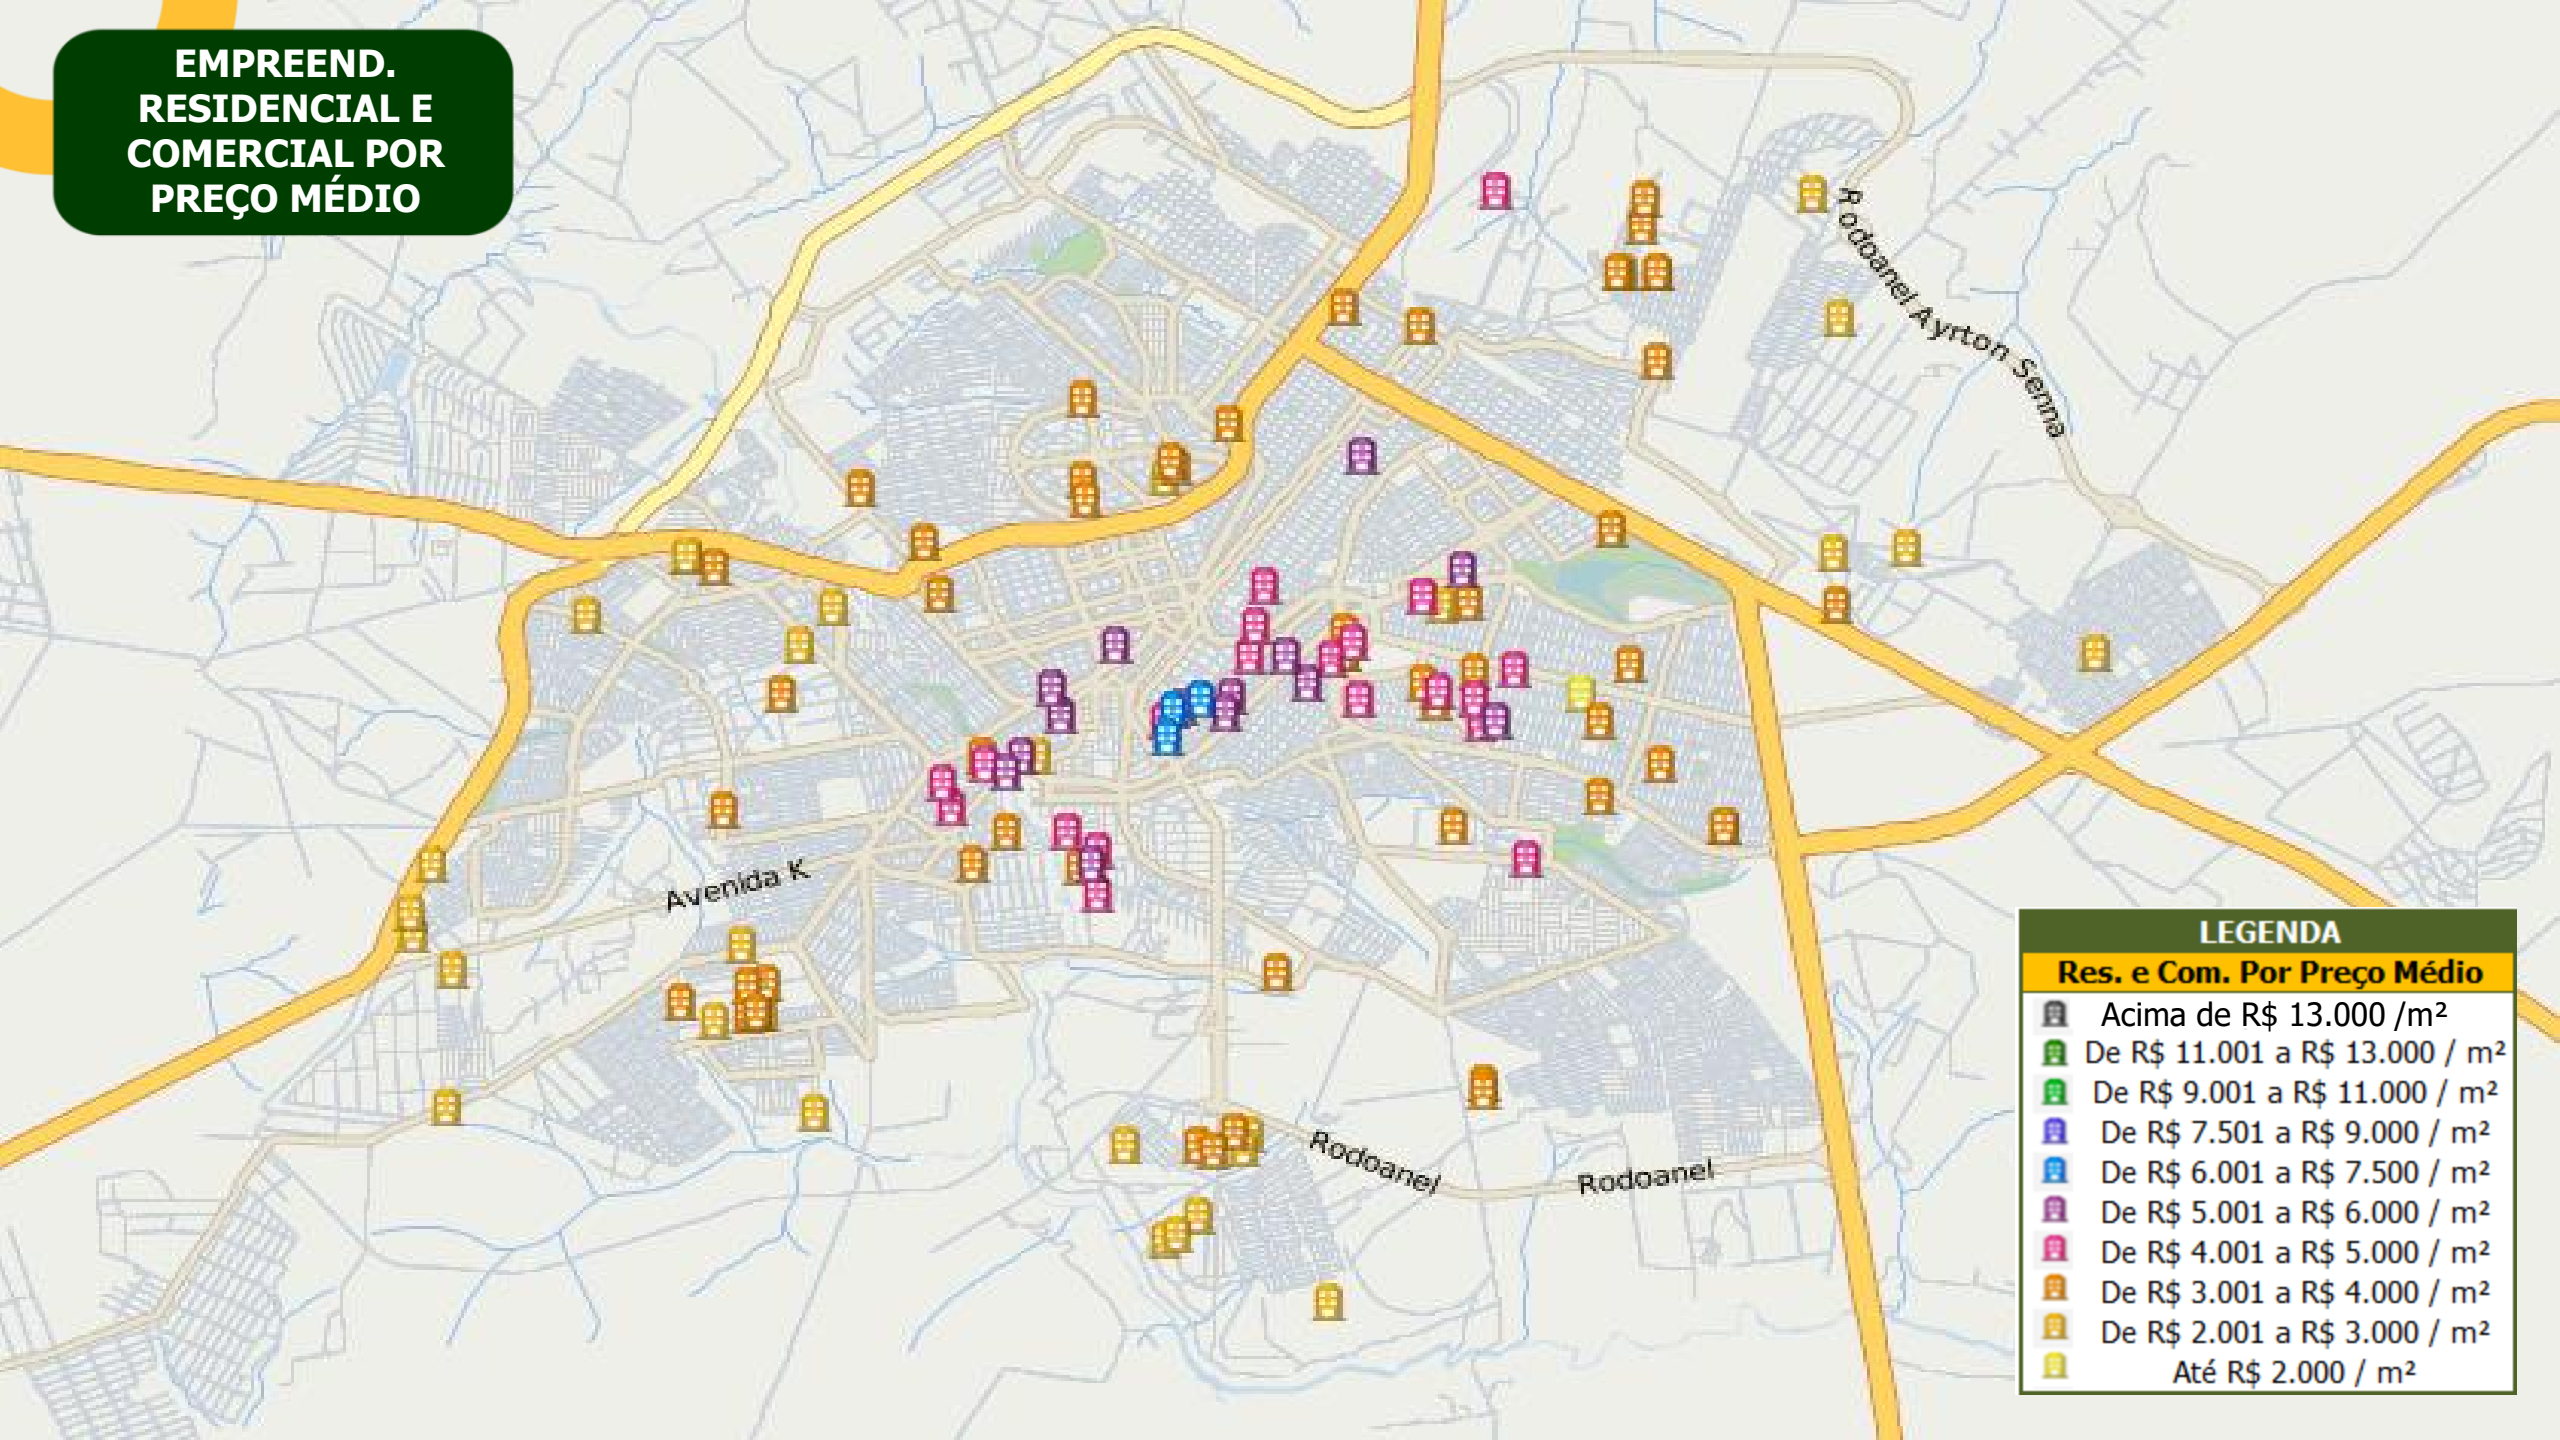 EMPREEND.
RESIDENCIAL E
COMERCIAL POR
PREÇO MÉDIO
Rodoanel Ayrton Senna
Avenida K
Rodoanel
Rodoanel
LEGENDA
Res. e Com. Por Preço Médio
Acima de R$ 13.000 /m²
De R$ 11.001 a R$ 13.000 / m²
De R$ 9.001 a R$ 11.000 / m²
De R$ 7.501 a R$ 9.000 / m²
De R$ 6.001 a R$ 7.500 / m²
De R$ 5.001 a R$ 6.000 / m²
De R$ 4.001 a R$ 5.000 / m²
De R$ 3.001 a R$ 4.000 / m²
De R$ 2.001 a R$ 3.000 / m²
Até R$ 2.000 / m²